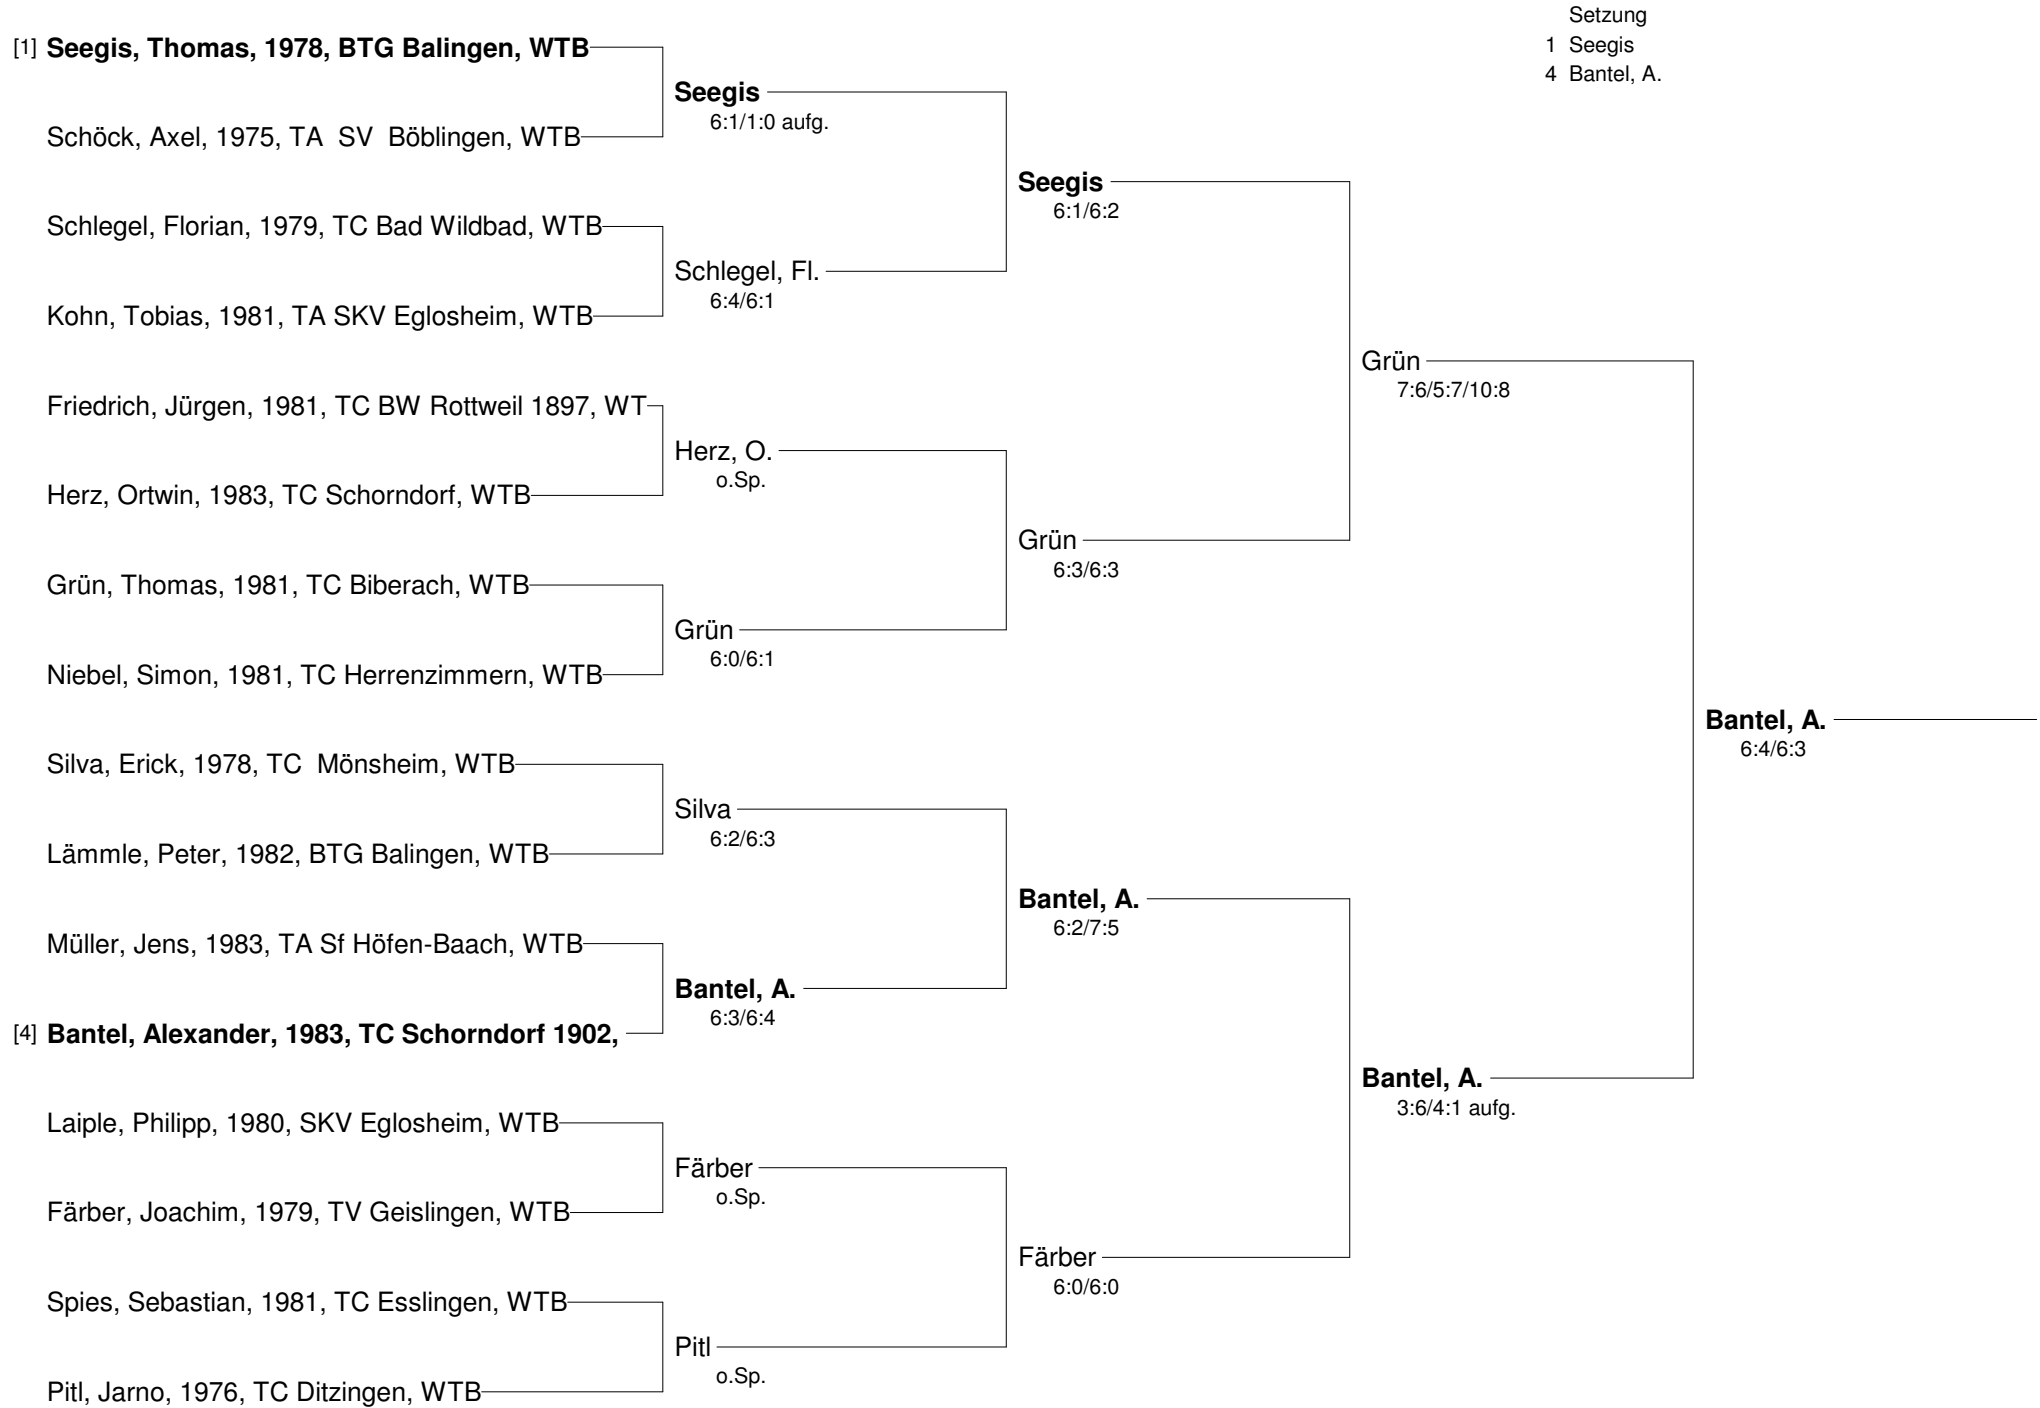 Setzung
1 Seegis
4 Bantel, A.
[1] Seegis, Thomas, 1978, BTG Balingen, WTB
Schöck, Axel, 1975, TA SV Böblingen, WTB
Schlegel, Florian, 1979, TC Bad Wildbad, WTB
Kohn, Tobias, 1981, TA SKV Eglosheim, WTB
Friedrich, Jürgen, 1981, TC BW Rottweil 1897, WT
Herz, Ortwin, 1983, TC Schorndorf, WTB
Grün, Thomas, 1981, TC Biberach, WTB
Niebel, Simon, 1981, TC Herrenzimmern, WTB
Silva, Erick, 1978, TC Mönsheim, WTB
Lämmle, Peter, 1982, BTG Balingen, WTB
Müller, Jens, 1983, TA Sf Höfen-Baach, WTB
[4] Bantel, Alexander, 1983, TC Schorndorf 1902,
Laiple, Philipp, 1980, SKV Eglosheim, WTB
Färber, Joachim, 1979, TV Geislingen, WTB
Spies, Sebastian, 1981, TC Esslingen, WTB
Pitl, Jarno, 1976, TC Ditzingen, WTB
Seegis
6:1/1:0 aufg.
Schlegel, Fl.
6:4/6:1
Herz, O.
o.Sp.
Grün
6:0/6:1
Silva
6:2/6:3
Bantel, A.
6:3/6:4
Färber
o.Sp.
Pitl
o.Sp.
Seegis
6:1/6:2
Grün
6:3/6:3
Bantel, A.
6:2/7:5
Färber
6:0/6:0
Grün
7:6/5:7/10:8
Bantel, A.
3:6/4:1 aufg.
Bantel, A.
6:4/6:3